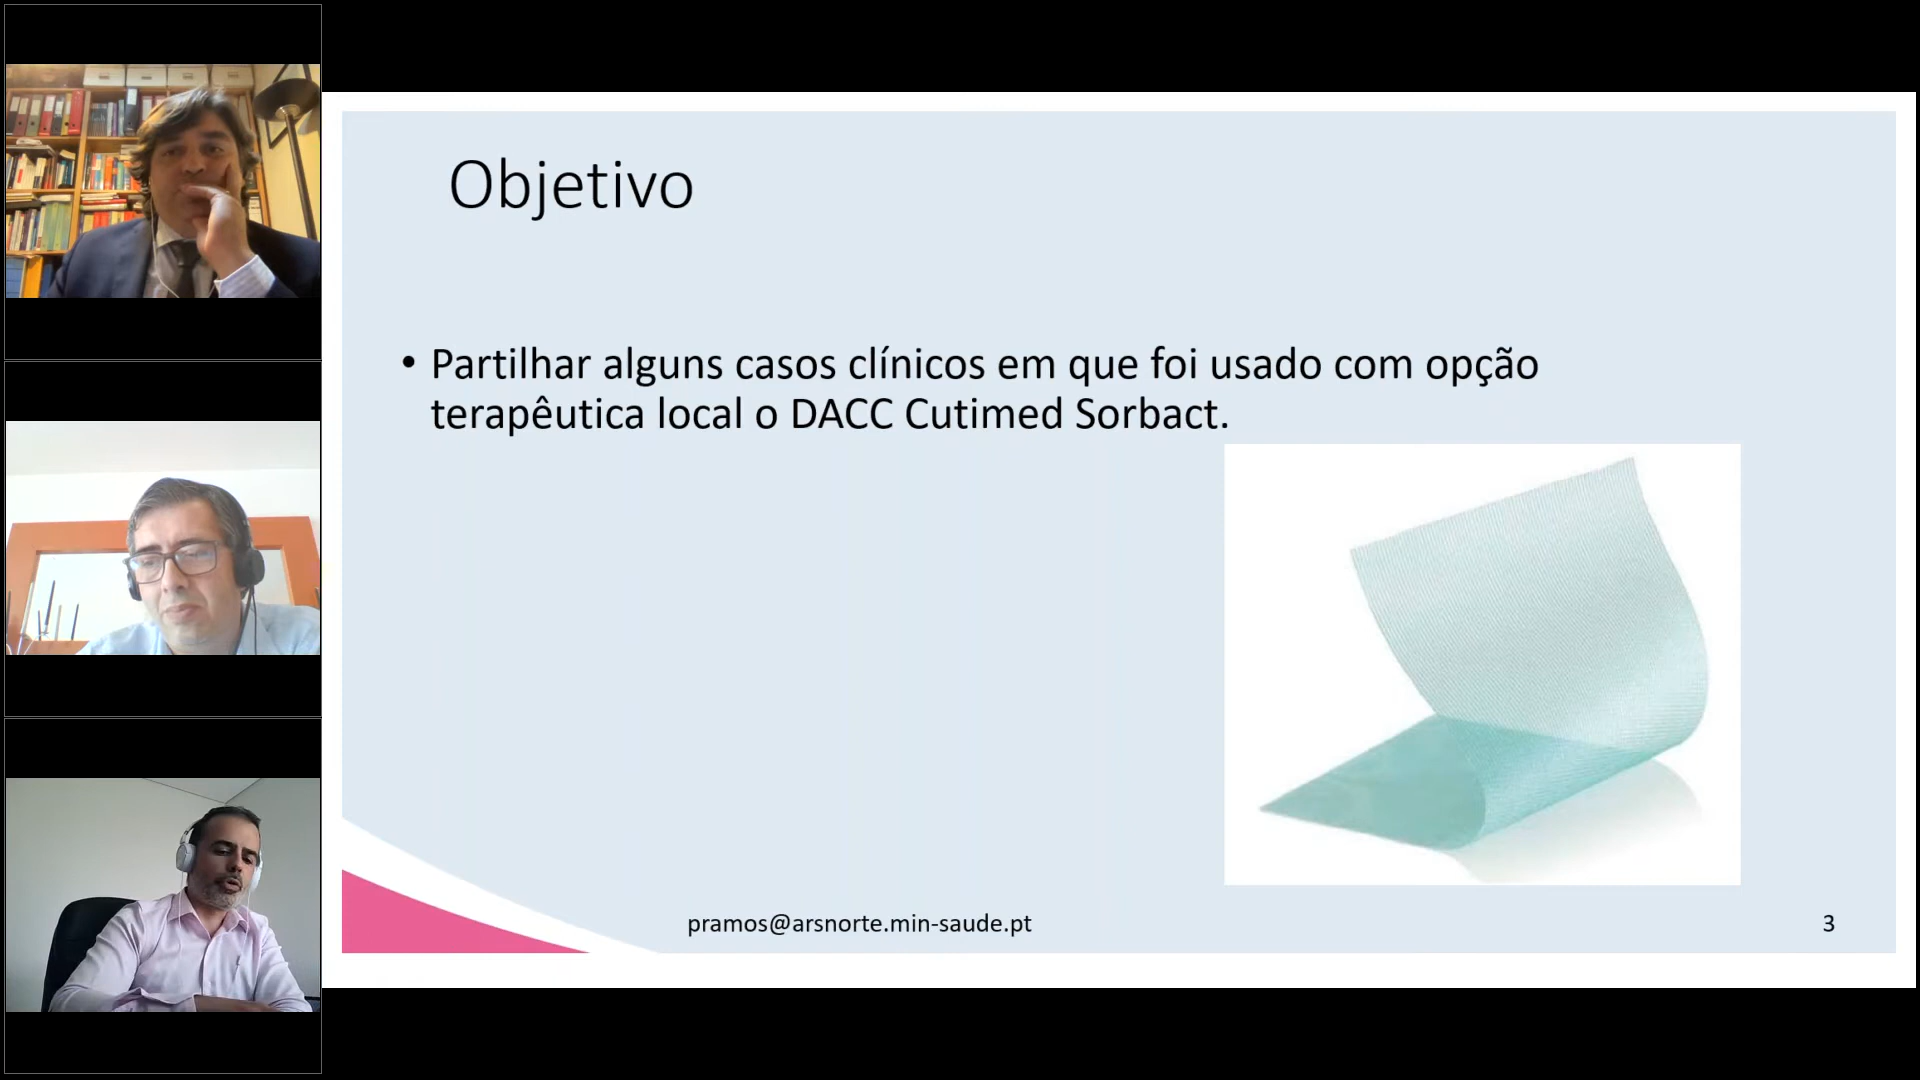 Objetivo
• Partilhar alguns casos clínicos em que foi usado com opção
terapêutica local o DACC Cutimed Sorbact.
pramos@arsnorte.min-saude.pt
3